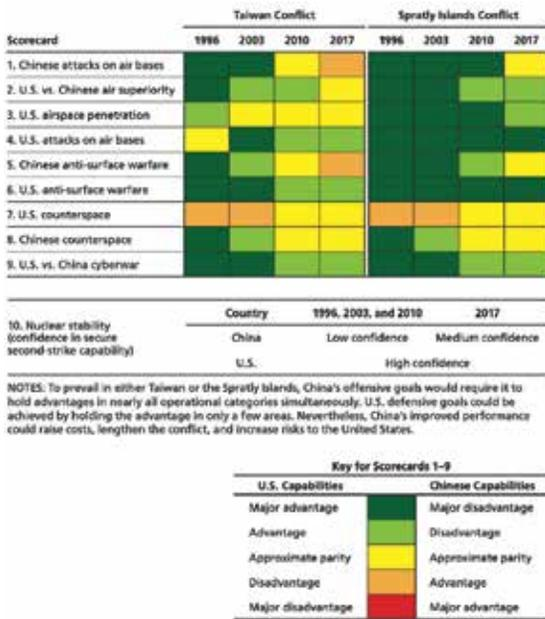 Taiwan Conflict Spratly Islands Conflict
Scorecard 1996 2003 2010 2017 1996 2003 2010 2017
1. Chinese attacks on air bases
2. U.S. vs. Chinese air superiority
3. U.S. airspace penetration
4. U.S. attacks on air bases
5. Chinese anti-surface warfare
6. U.S. anti-surface warfare
7. U.S. counterspace
8. Chinese counterspace
9. U.S. vs. China cyberwar
Country 1996, 2003, and 2010 2017
10. Nuclear stability
(confidence in secure
second-strike capability)
China Low confidence Medium confidence
U.S. High confidence
NOTES: To prevail in either Taiwan or the Spratly Islands, China's offensive goals would require it to
hold advantages in nearly all operational categories simultaneously. U.S. defensive goals could be
achieved by holding the advantage in only a few areas. Nevertheless, China's improved performance
could raise costs, lengthen the conflict, and increase risks to the United States.
Key for Scorecards 1–9
U.S. Capabilities Chinese Capabilities
Major advantage Major disadvantage
Advantage Disadvantage
Approximate parity Approximate parity
Disadvantage Advantage
Major disadvantage Major advantage